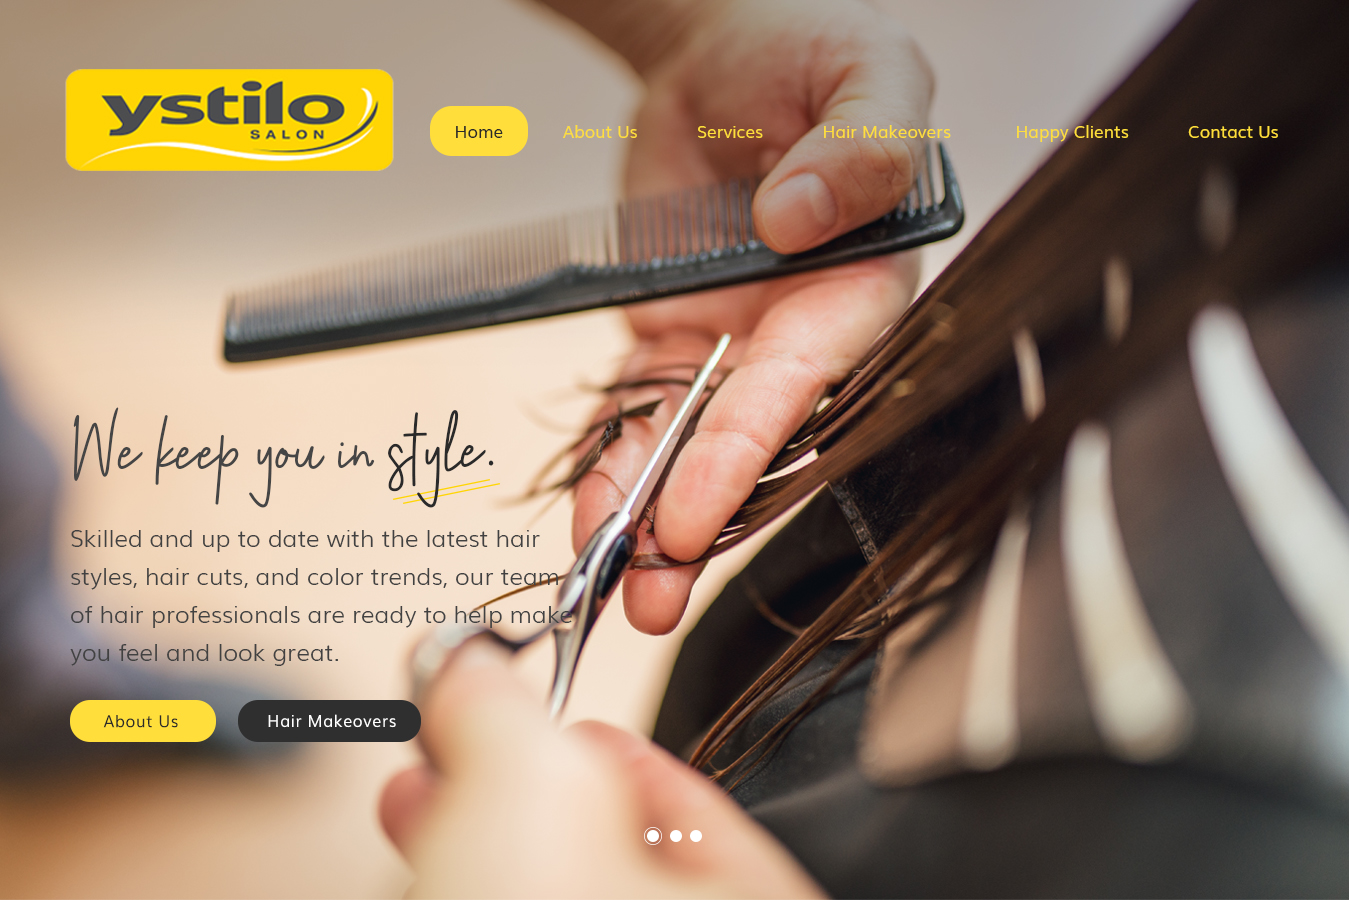 ystilo
SALON
Home About Us Services Hair Makeovers Happy Clients Contact Us
We keep you in style.
Skilled and up to date with the latest hair
styles, hair cuts, and color trends, our team
of hair professionals are ready to help make
you feel and look great.
About Us Hair Makeovers